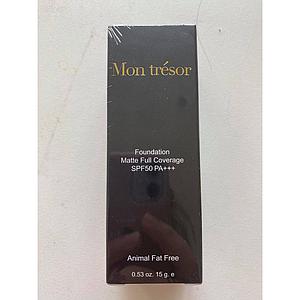 Mon trésor
Foundation
Matte Full Coverage
SPF50 PA+++
Animal Fat Free
0.53 oz. 15 g. e